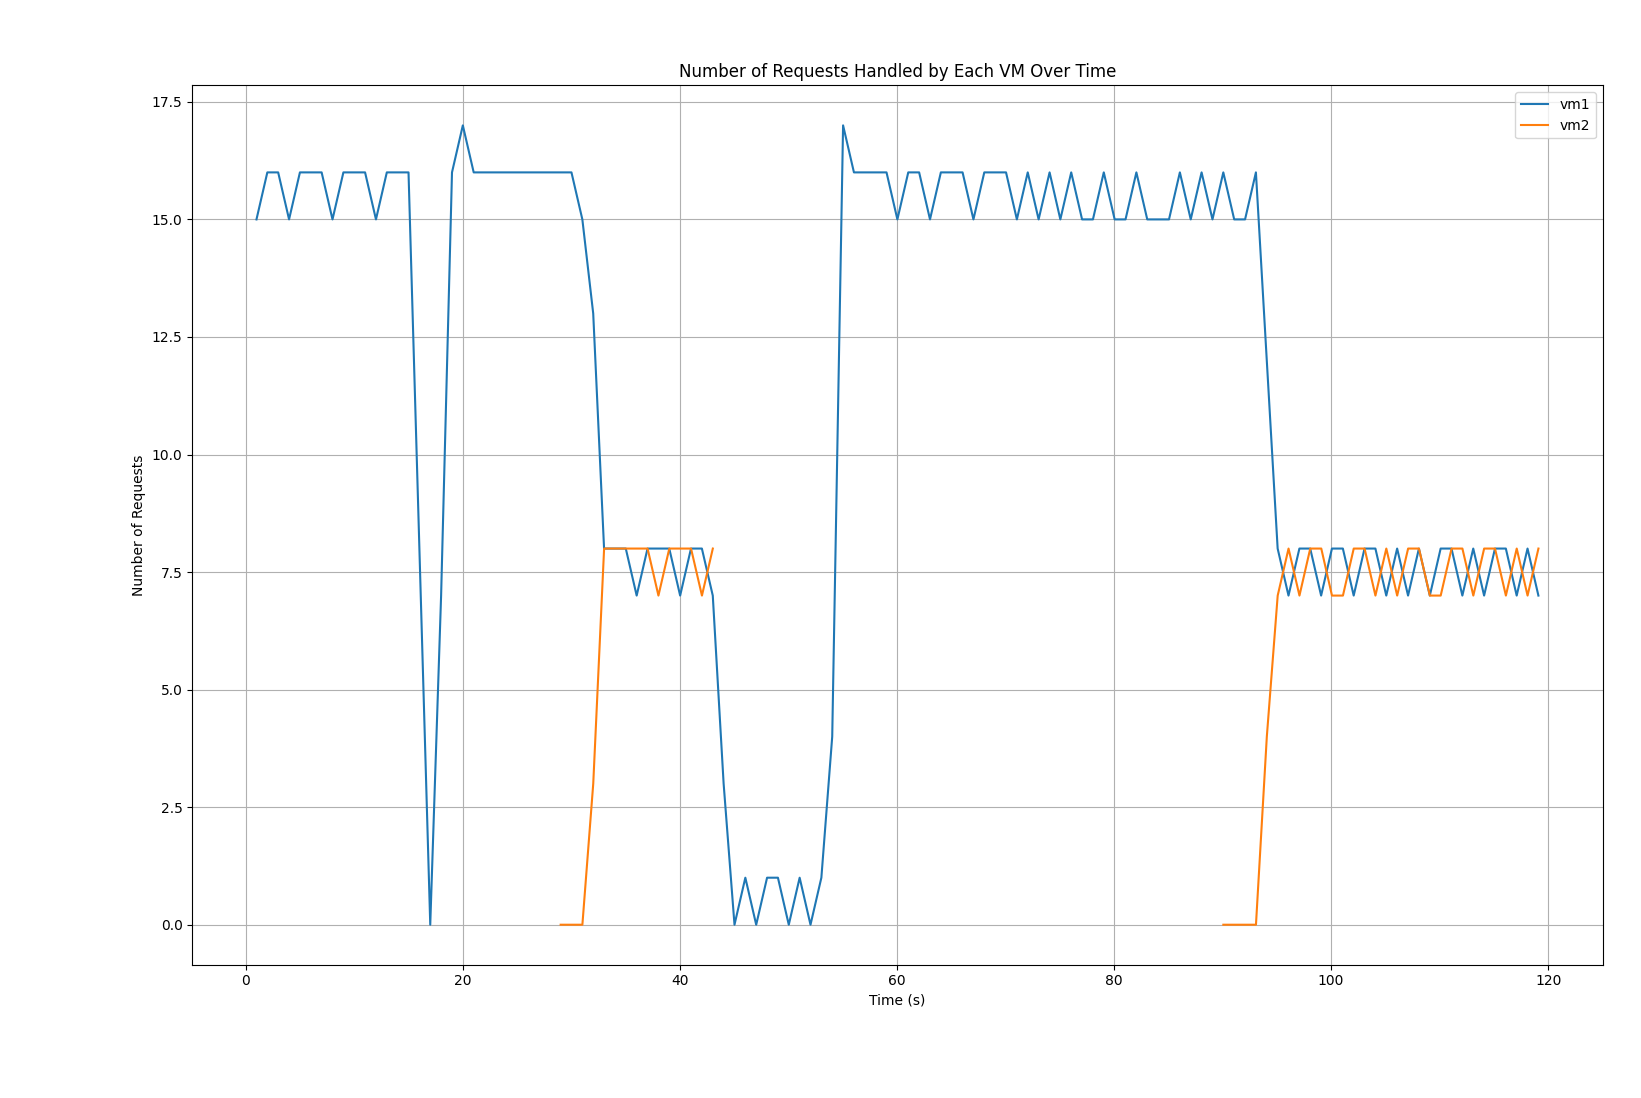 Number of Requests Handled by Each VM Over Time
vm1
vm2
17.5
15.0
12.5
10.0
7.5
5.0
2.5
0.0
Number of Requests
0 20 40 60 80 100 120
Time (s)